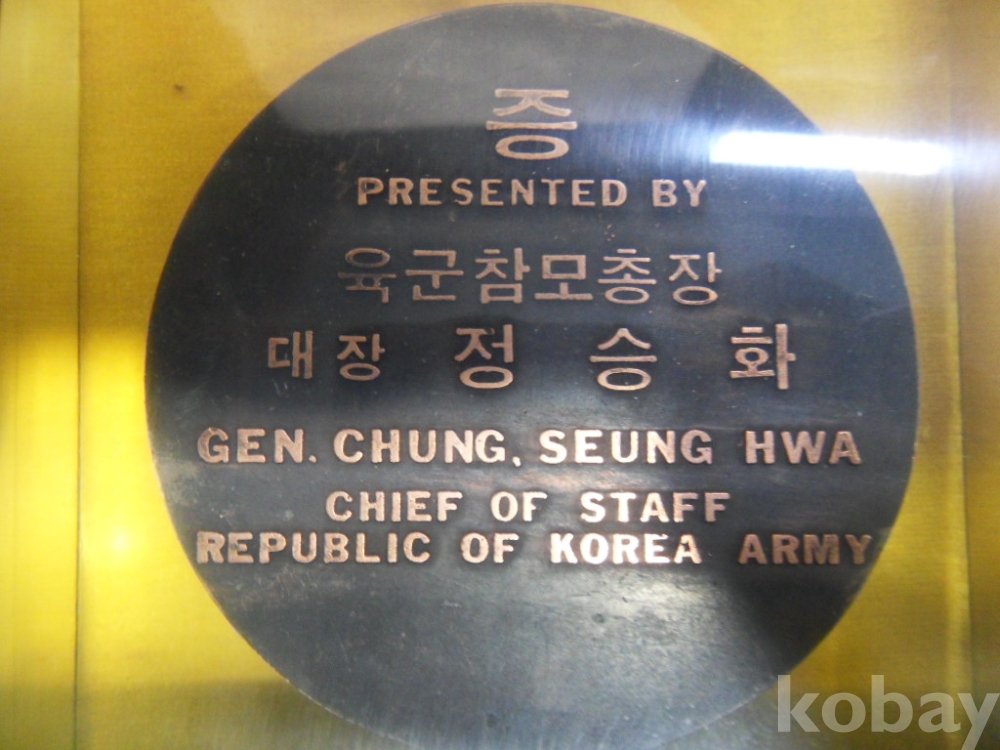 증
PRESENTED BY
육군참모총장
대장 정승화
GEN. CHUNG, SEUNG HWA
CHIEF OF STAFF
REPUBLIC OF KOREA ARMY
kobay